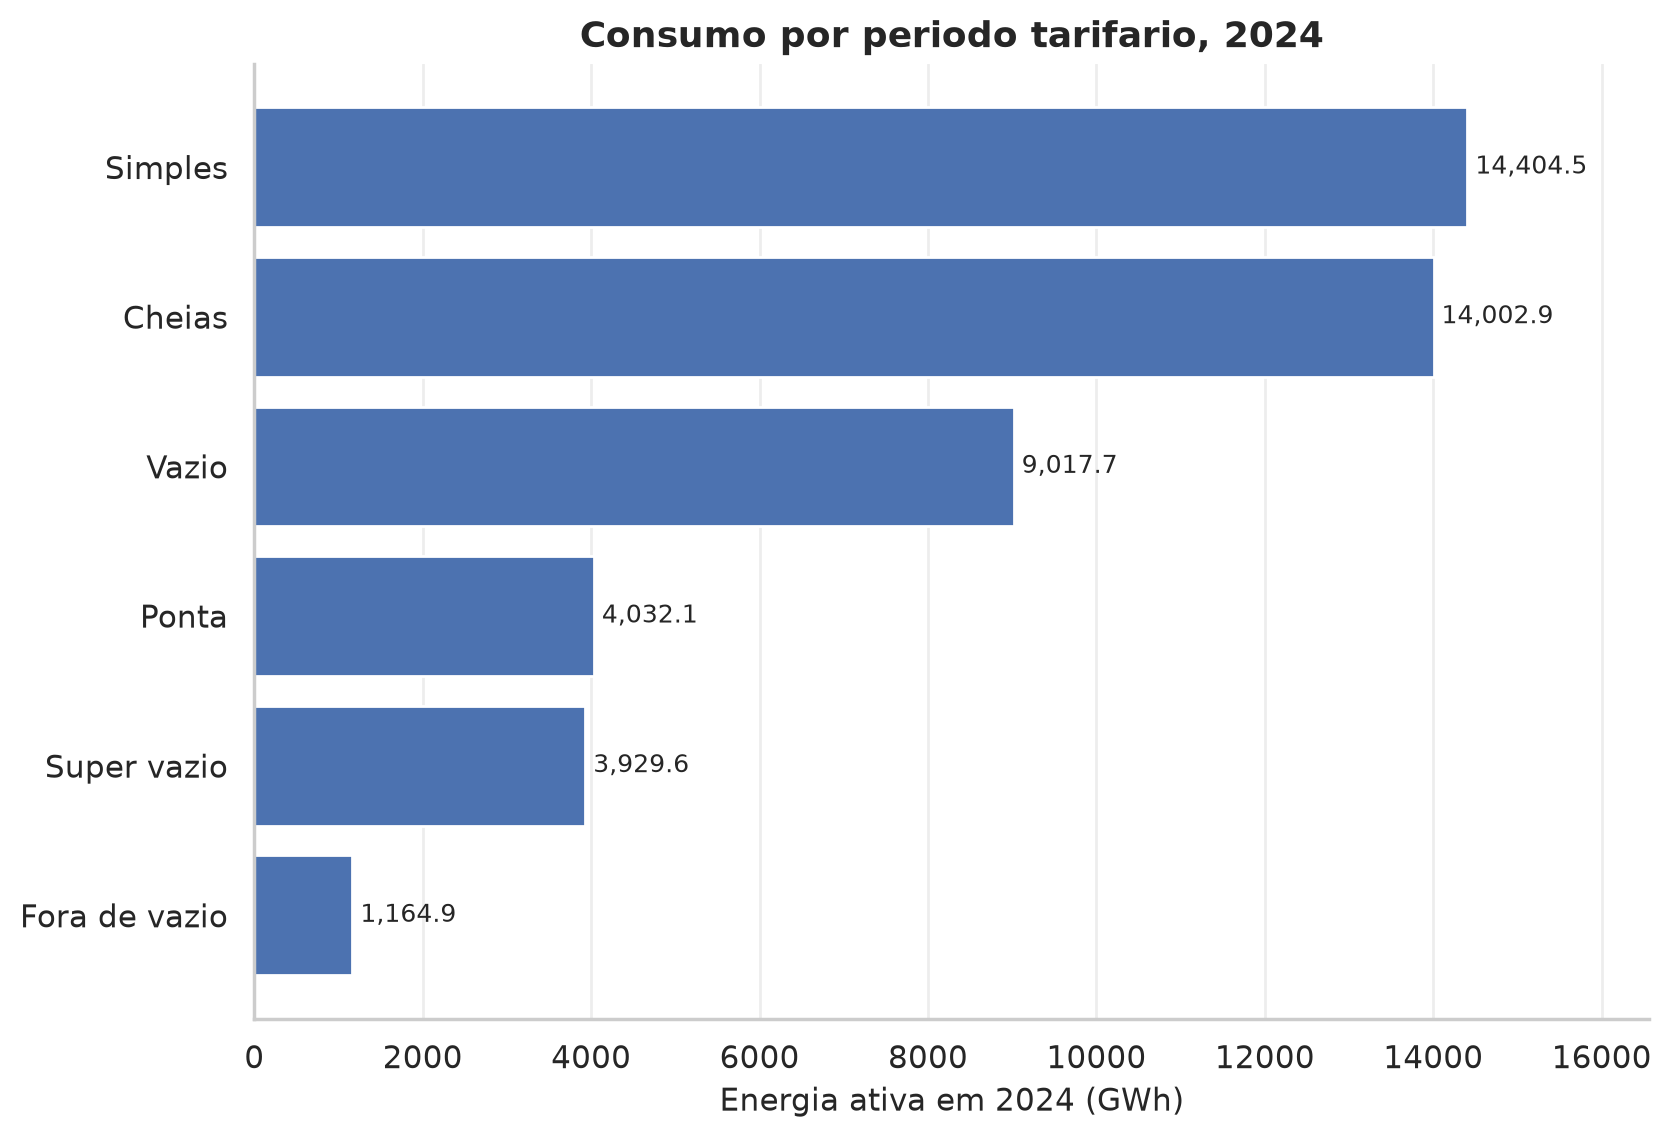 Consumo por periodo tarifario, 2024
Simples
14,404.5
Cheias
14,002.9
Vazio
9,017.7
Ponta
4,032.1
Super vazio
3,929.6
Fora de vazio
1,164.9
0 2000 4000 6000 8000 10000 12000 14000 16000
Energia ativa em 2024 (GWh)